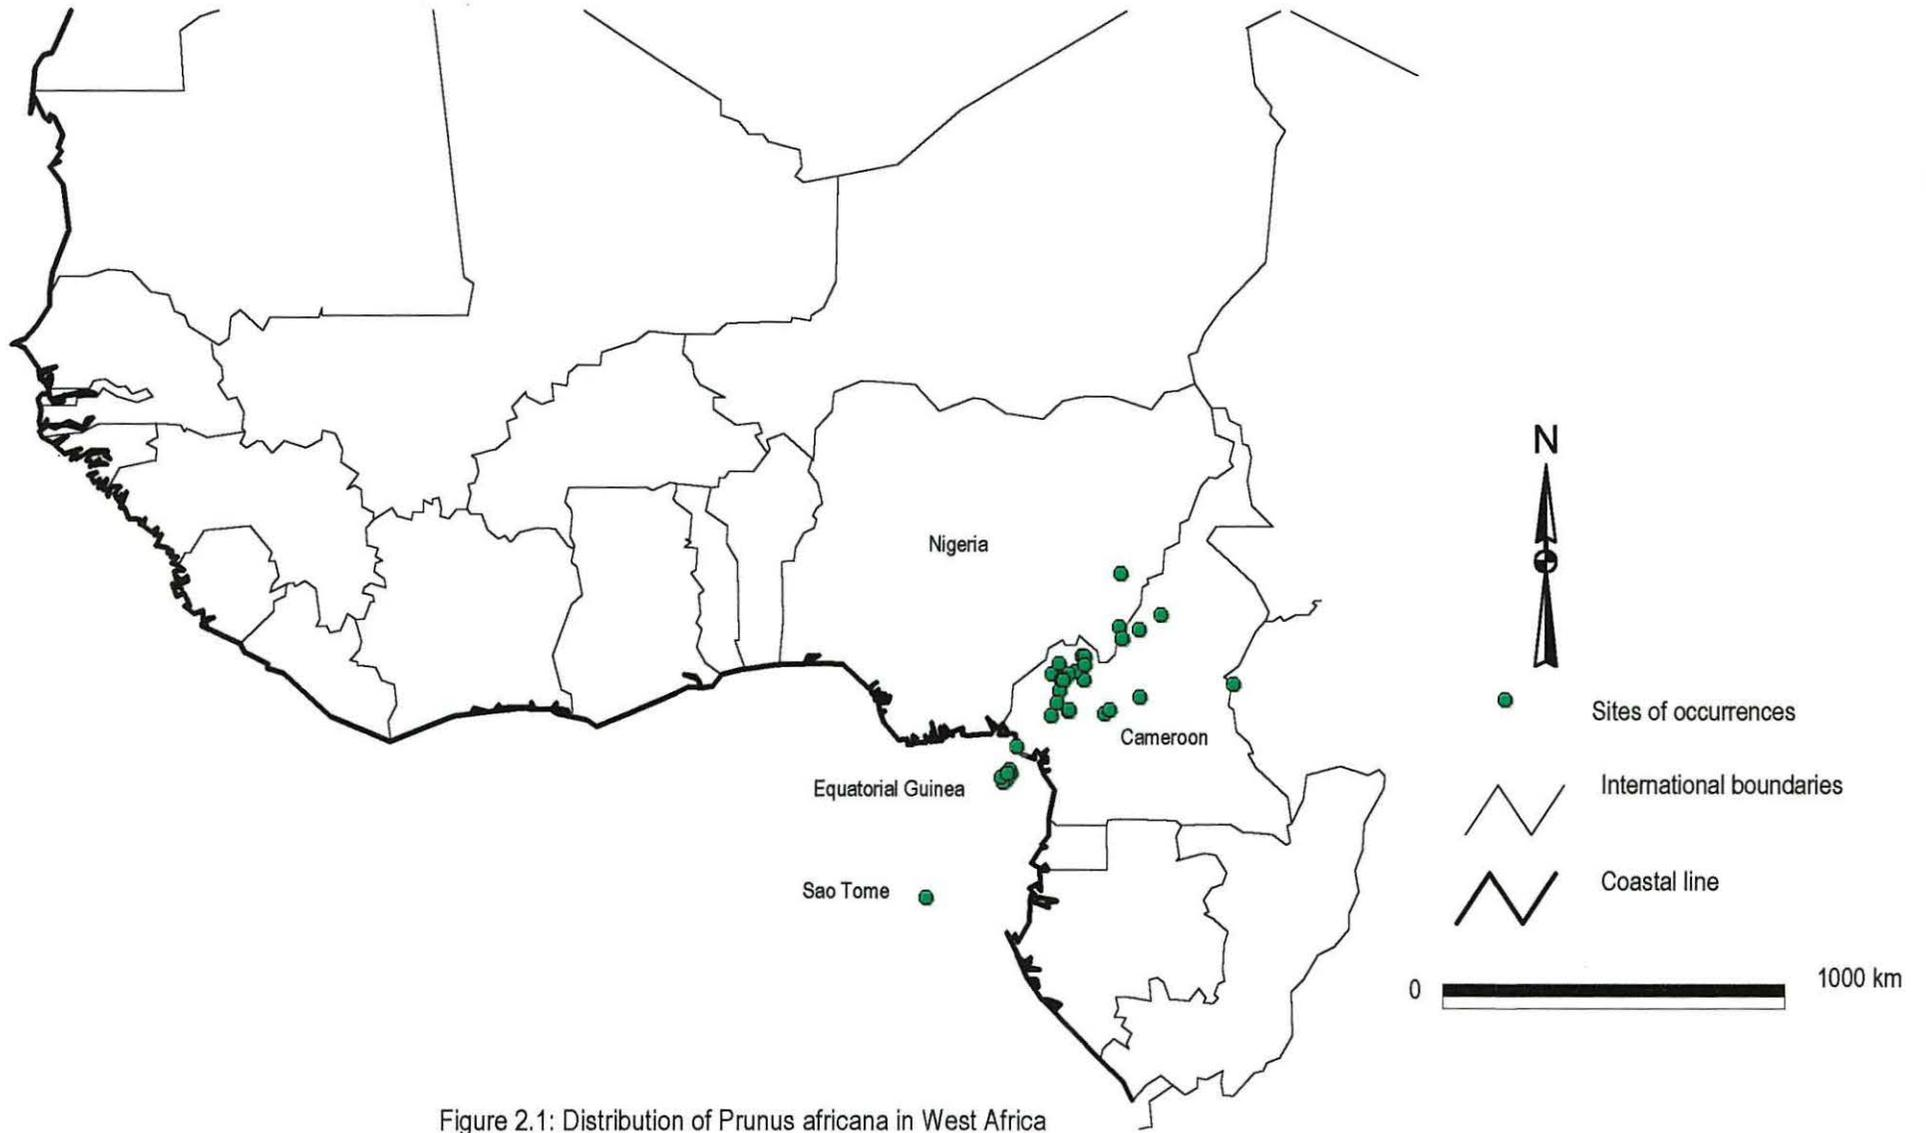 N
Nigeria
Sites of occurrences
Cameroon
International boundaries
Equatorial Guinea
Coastal line
Sao Tome
0
1000 km
Figure 2.1: Distribution of Prunus africana in West Africa